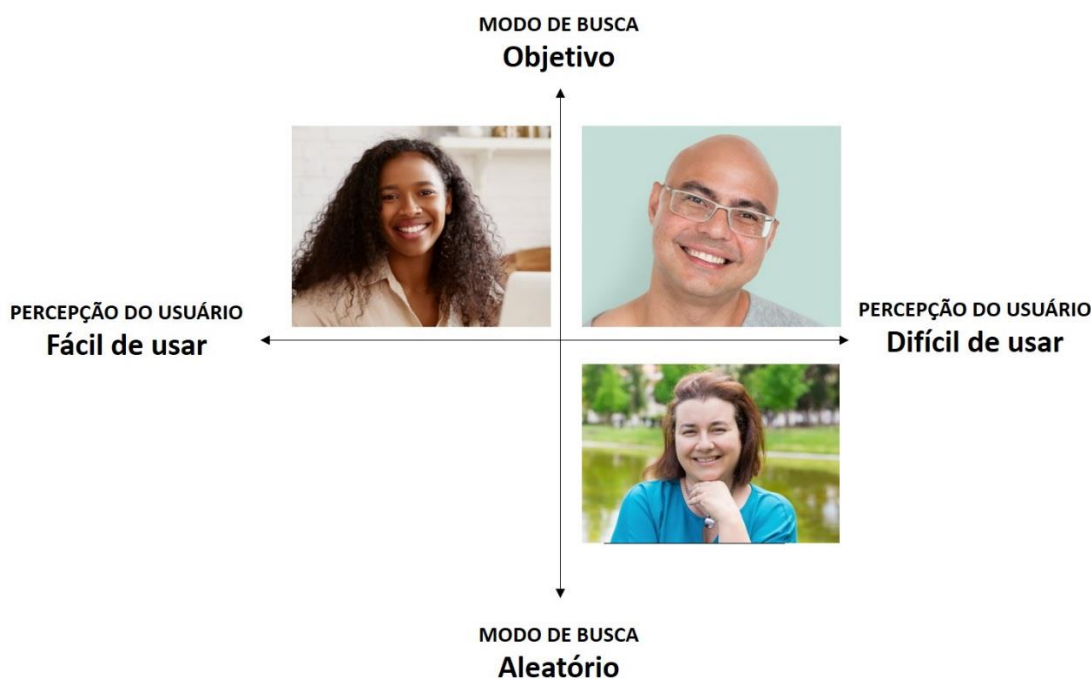 MODO DE BUSCA
Objetivo
PERCEPÇÃO DO USUÁRIO
Fácil de usar
PERCEPÇÃO DO USUÁRIO
Difícil de usar
MODO DE BUSCA
Aleatório